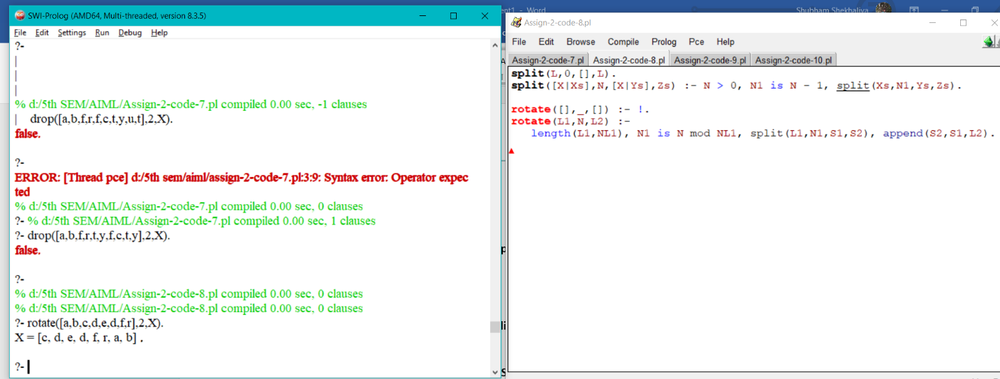 SWI-Prolog (AMD64, Multi-threaded, version 8.3.5)
File Edit Settings Run Debug Help
?-
|
|
|
% d:/5th SEM/AIML/Assign-2-code-7.pl compiled 0.00 sec, -1 clauses
| drop([a,b,f,r,f,c,t,y,u,t],2,X).
false.
?-
ERROR: [Thread pce] d:/5th sem/aiml/assign-2-code-7.pl:3:9: Syntax error: Operator expec
ted
% d:/5th SEM/AIML/Assign-2-code-7.pl compiled 0.00 sec, 0 clauses
?- % d:/5th SEM/AIML/Assign-2-code-7.pl compiled 0.00 sec, 1 clauses
?- drop([a,b,f,r,t,y,f,c,t,y],2,X).
false.
?-
% d:/5th SEM/AIML/Assign-2-code-8.pl compiled 0.00 sec, 0 clauses
% d:/5th SEM/AIML/Assign-2-code-8.pl compiled 0.00 sec, 0 clauses
?- rotate([a,b,c,d,e,d,f,r],2,X).
X = [c, d, e, d, f, r, a, b] .
?-
Word
Shubham Shekhaliya
Assign-2-code-8.pl
File Edit Browse Compile Prolog Pce Help
Assign-2-code-7.pl Assign-2-code-8.pl Assign-2-code-9.pl Assign-2-code-10.pl
split(L,0,[],L).
split([X|Xs],N,[X|Ys],Zs) :- N > 0, N1 is N - 1, split(Xs,N1,Ys,Zs).
rotate([],_,[]) :- !.
rotate(L1,N,L2) :-
length(L1,NL1), N1 is N mod NL1, split(L1,N1,S1,S2), append(S2,S1,L2).